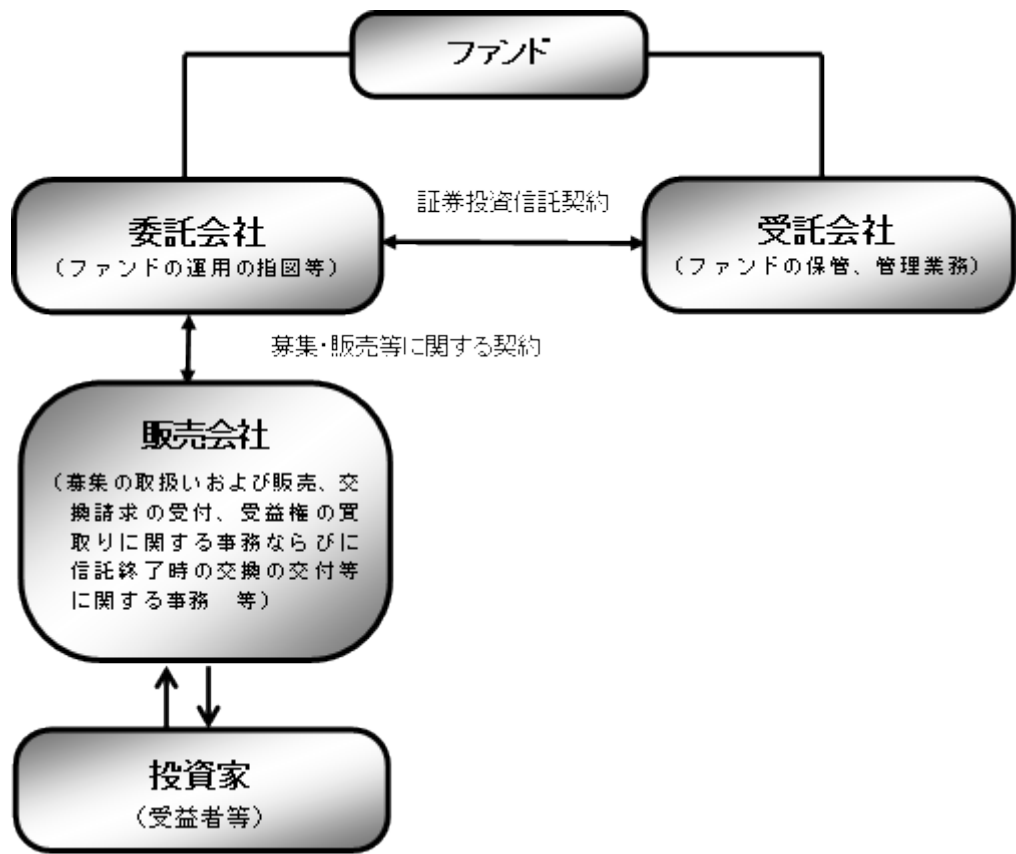 ファンド
証券投資信託契約
委託会社
（ファンドの運用の指図等）
受託会社
（ファンドの保管、管理業務）
募集・販売等に関する契約
販売会社
（募集の取扱いおよび販売、交
換請求の受付、受益権の買
取りに関する事務ならびに
信託終了時の交換の交付等
に関する事務　等）
投資家
（受益者等）